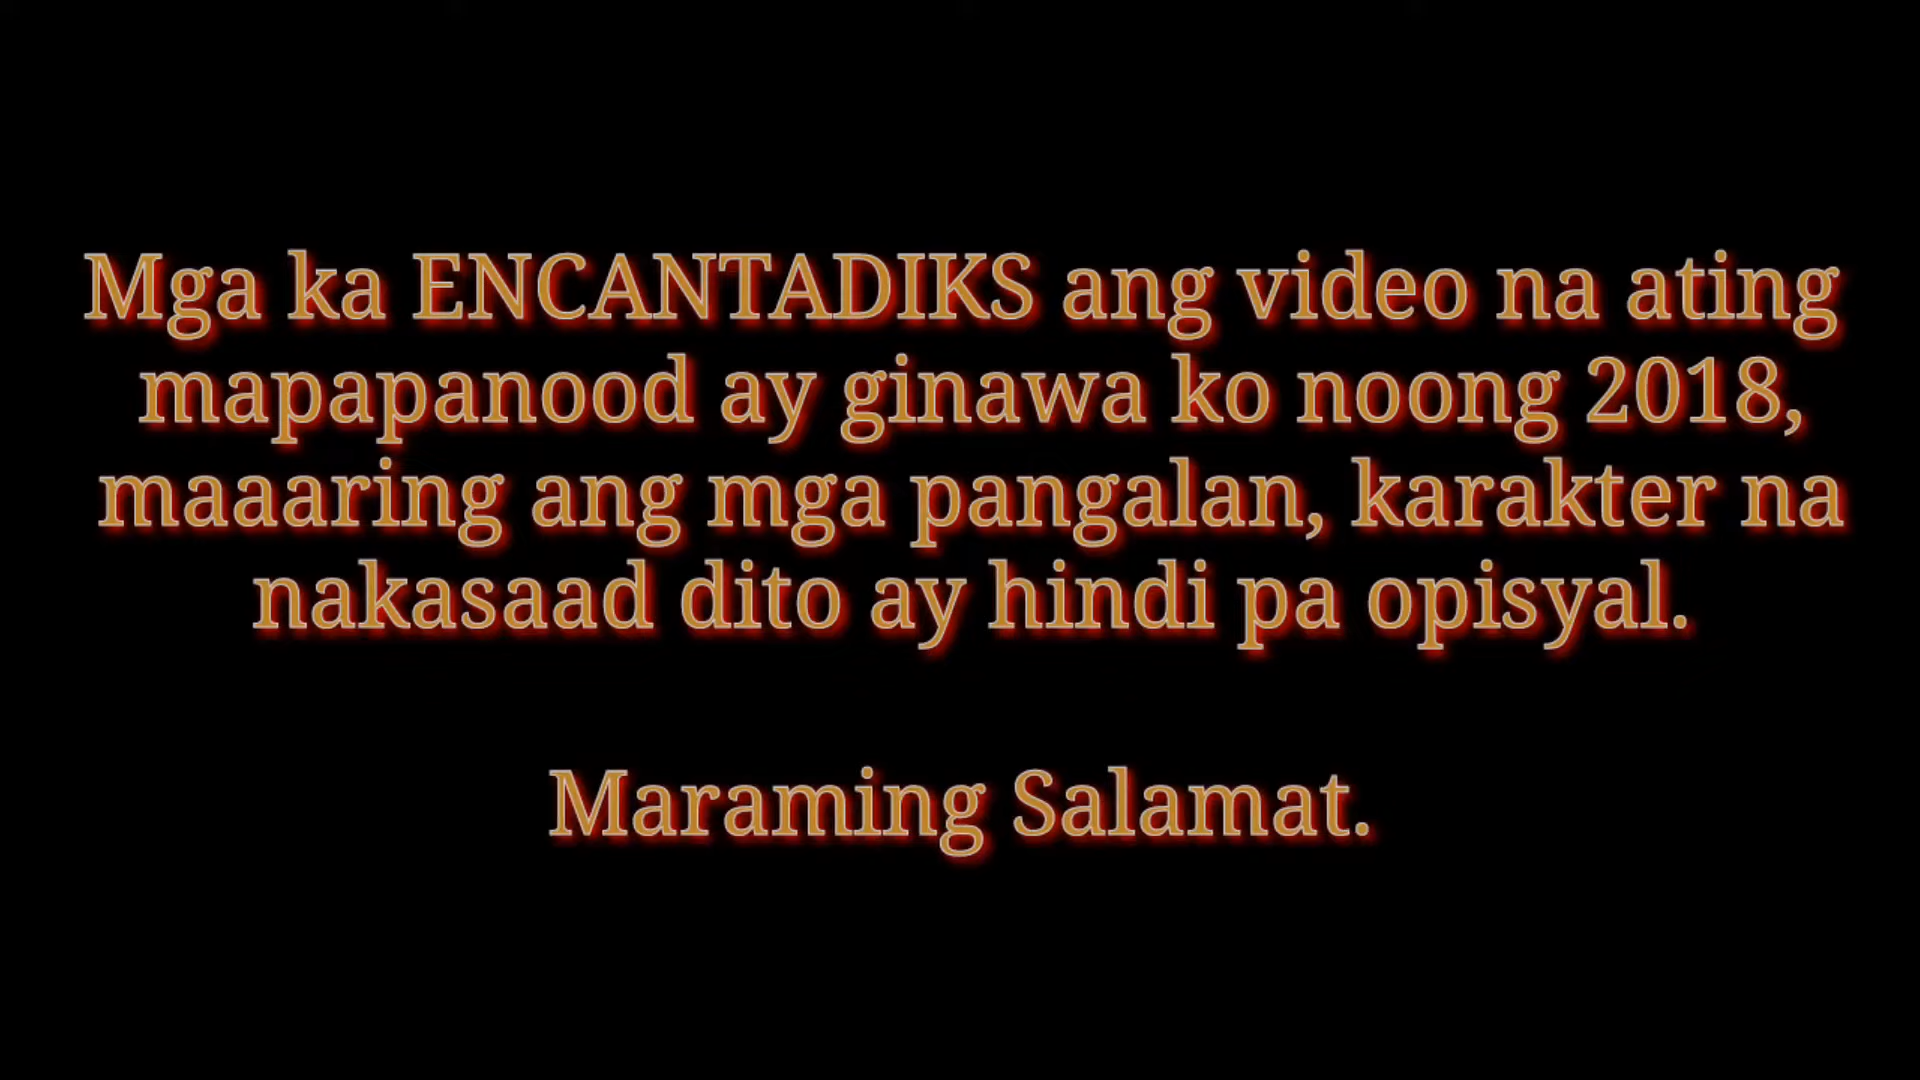 Mga ka ENCANTADIKS ang video na ating
mapapanood ay ginawa ko noong 2018,
maaaring ang mga pangalan, karakter na
nakasaad dito ay hindi pa opisyal.
Maraming Salamat.